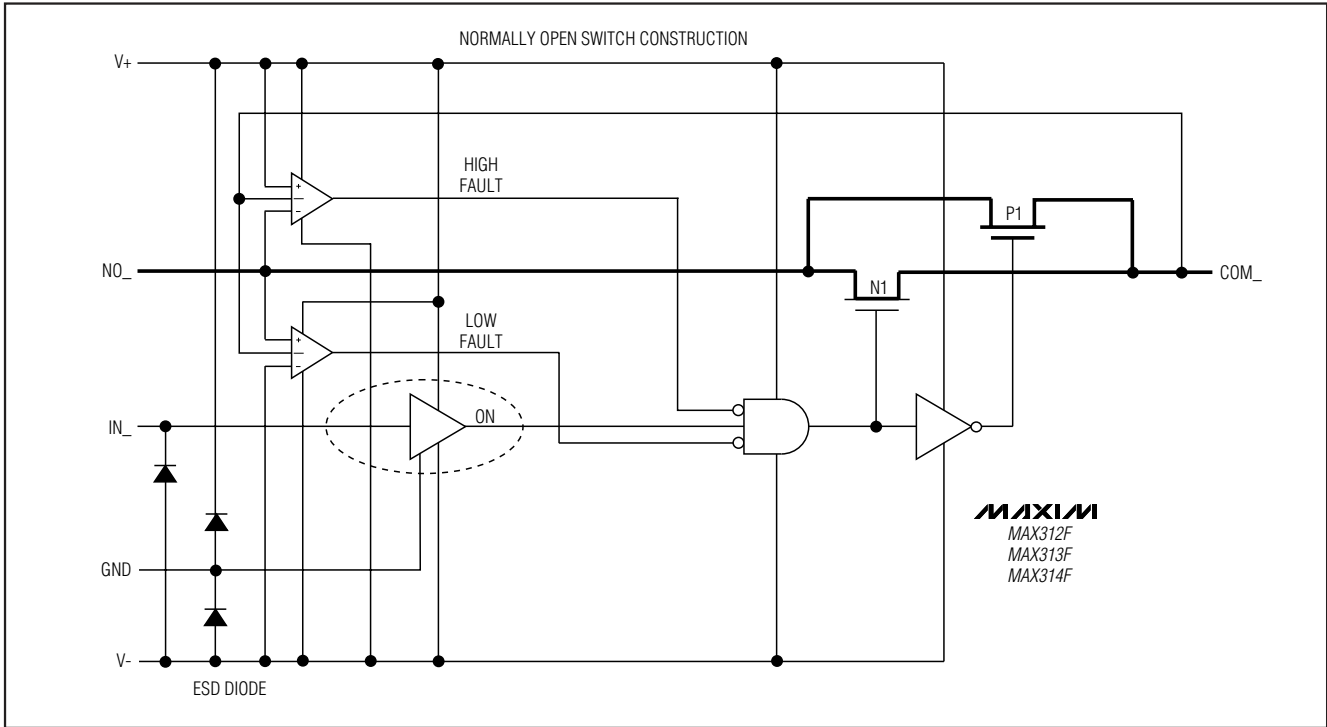 NORMALLY OPEN SWITCH CONSTRUCTION
V+
HIGH
FAULT
+
—
-
P1
NO_
COM_
N1
LOW
FAULT
+
—
-
IN_
ON
MAXIM
MAX312F
MAX313F
MAX314F
GND
V-
ESD DIODE